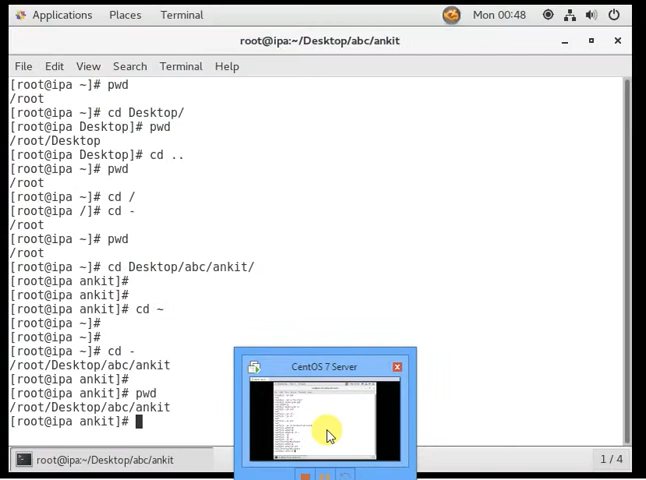 Applications Places Terminal Mon 00:48
root@ipa:~/Desktop/abc/ankit
File Edit View Search Terminal Help
[root@ipa ~]# pwd
/root
[root@ipa ~]# cd Desktop/
[root@ipa Desktop]# pwd
/root/Desktop
[root@ipa Desktop]# cd ..
[root@ipa ~]# pwd
/root
[root@ipa ~]# cd /
[root@ipa /]# cd -
/root
[root@ipa ~]# pwd
/root
[root@ipa ~]# cd Desktop/abc/ankit/
[root@ipa ankit]#
[root@ipa ankit]#
[root@ipa ankit]# cd ~
[root@ipa ~]#
[root@ipa ~]#
[root@ipa ~]# cd -
/root/Desktop/abc/ankit
[root@ipa ankit]#
[root@ipa ankit]# pwd
/root/Desktop/abc/ankit
[root@ipa ankit]#
CentOS 7 Server
root@ipa:~/Desktop/abc/ankit
1 / 4